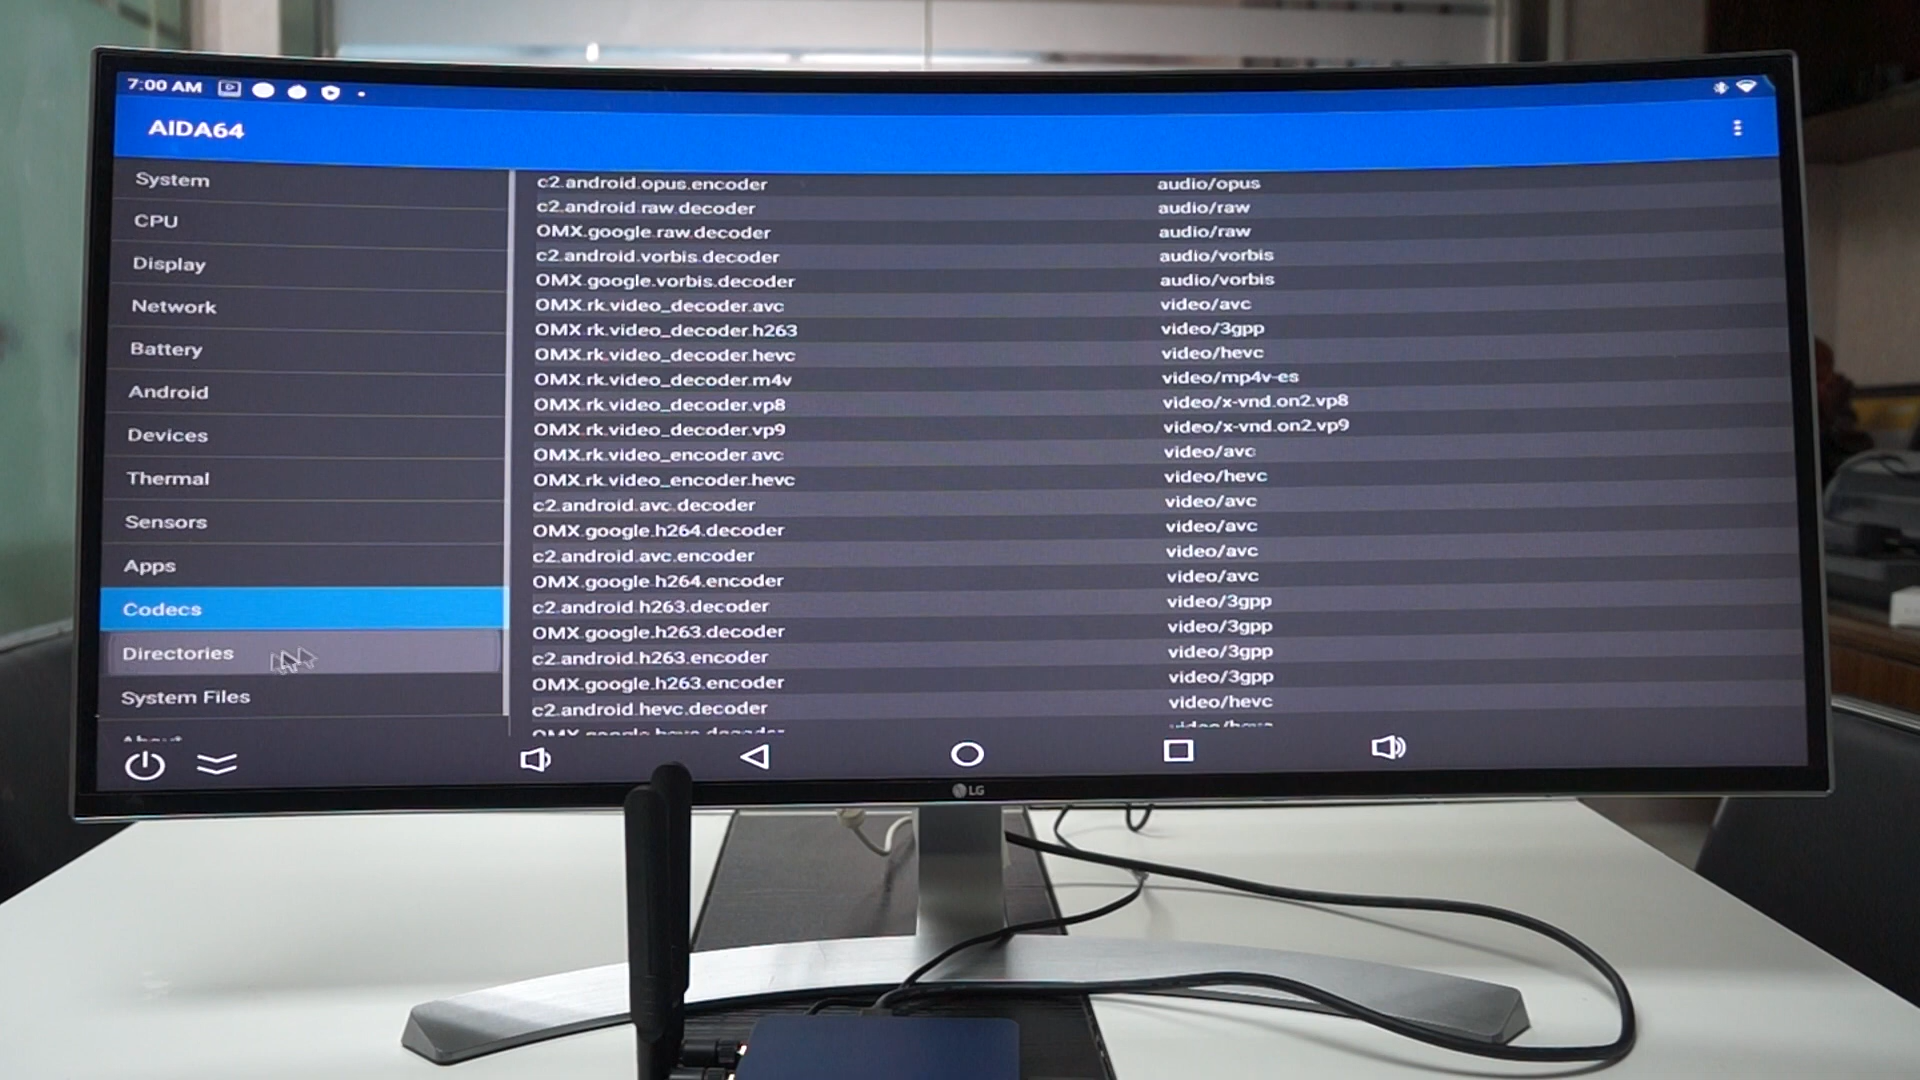 7:00 AM
AIDA64
System
CPU
Display
Network
Battery
Android
Devices
Thermal
Sensors
Apps
Codecs
Directories
System Files
c2.android.opus.encoder audio/opus
c2.android.raw.decoder audio/raw
OMX.google.raw.decoder audio/raw
c2.android.vorbis.decoder audio/vorbis
OMX.google.vorbis.decoder audio/vorbis
OMX.rk.video_decoder.avc video/avc
OMX.rk.video_decoder.h263 video/3gpp
OMX.rk.video_decoder.hevc video/hevc
OMX.rk.video_decoder.m4v video/mp4v-es
OMX.rk.video_decoder.vp8 video/x-vnd.on2.vp8
OMX.rk.video_decoder.vp9 video/x-vnd.on2.vp9
OMX.rk.video_encoder.avc video/avc
OMX.rk.video_encoder.hevc video/hevc
c2.android.avc.decoder video/avc
OMX.google.h264.decoder video/avc
c2.android.avc.encoder video/avc
OMX.google.h264.encoder video/avc
c2.android.h263.decoder video/3gpp
OMX.google.h263.decoder video/3gpp
c2.android.h263.encoder video/3gpp
OMX.google.h263.encoder video/3gpp
c2.android.hevc.decoder video/hevc
LG